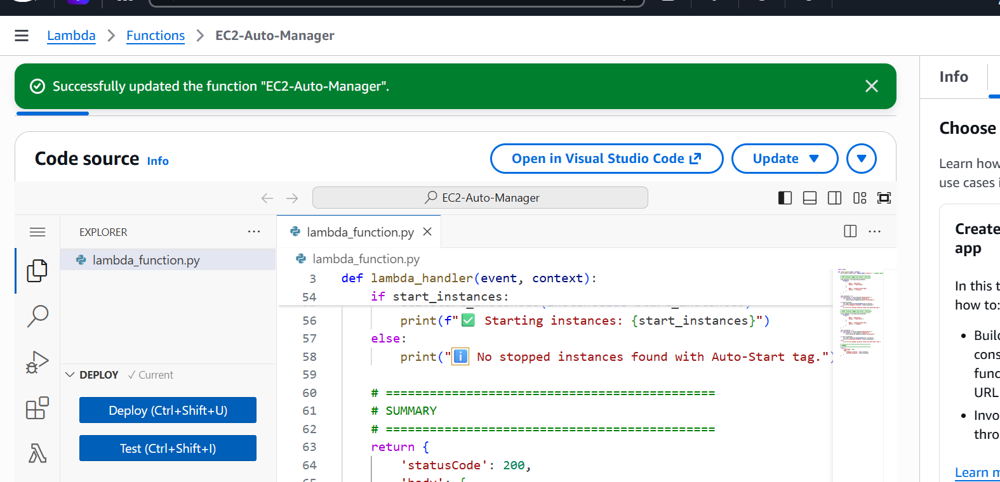 Lambda > Functions > EC2-Auto-Manager
Successfully updated the function "EC2-Auto-Manager".
Info
Code source Info
Open in Visual Studio Code
Update
EC2-Auto-Manager
EXPLORER
lambda_function.py
DEPLOY ✓ Current
Deploy (Ctrl+Shift+U)
Test (Ctrl+Shift+I)
lambda_function.py
lambda_function.py
3 def lambda_handler(event, context):
54 if start_instances:
56 print(f"✅ Starting instances: {start_instances}")
57 else:
58 print("ℹ️ No stopped instances found with Auto-Start tag.")
59
60 # =============================================
61 # SUMMARY
62 # =============================================
63 return {
64 'statusCode': 200,
65 'body': {
Choose
Learn how
use cases i
Create
app
In this t
how to:
• Build
cons
func
URL
• Invo
thro
Learn m